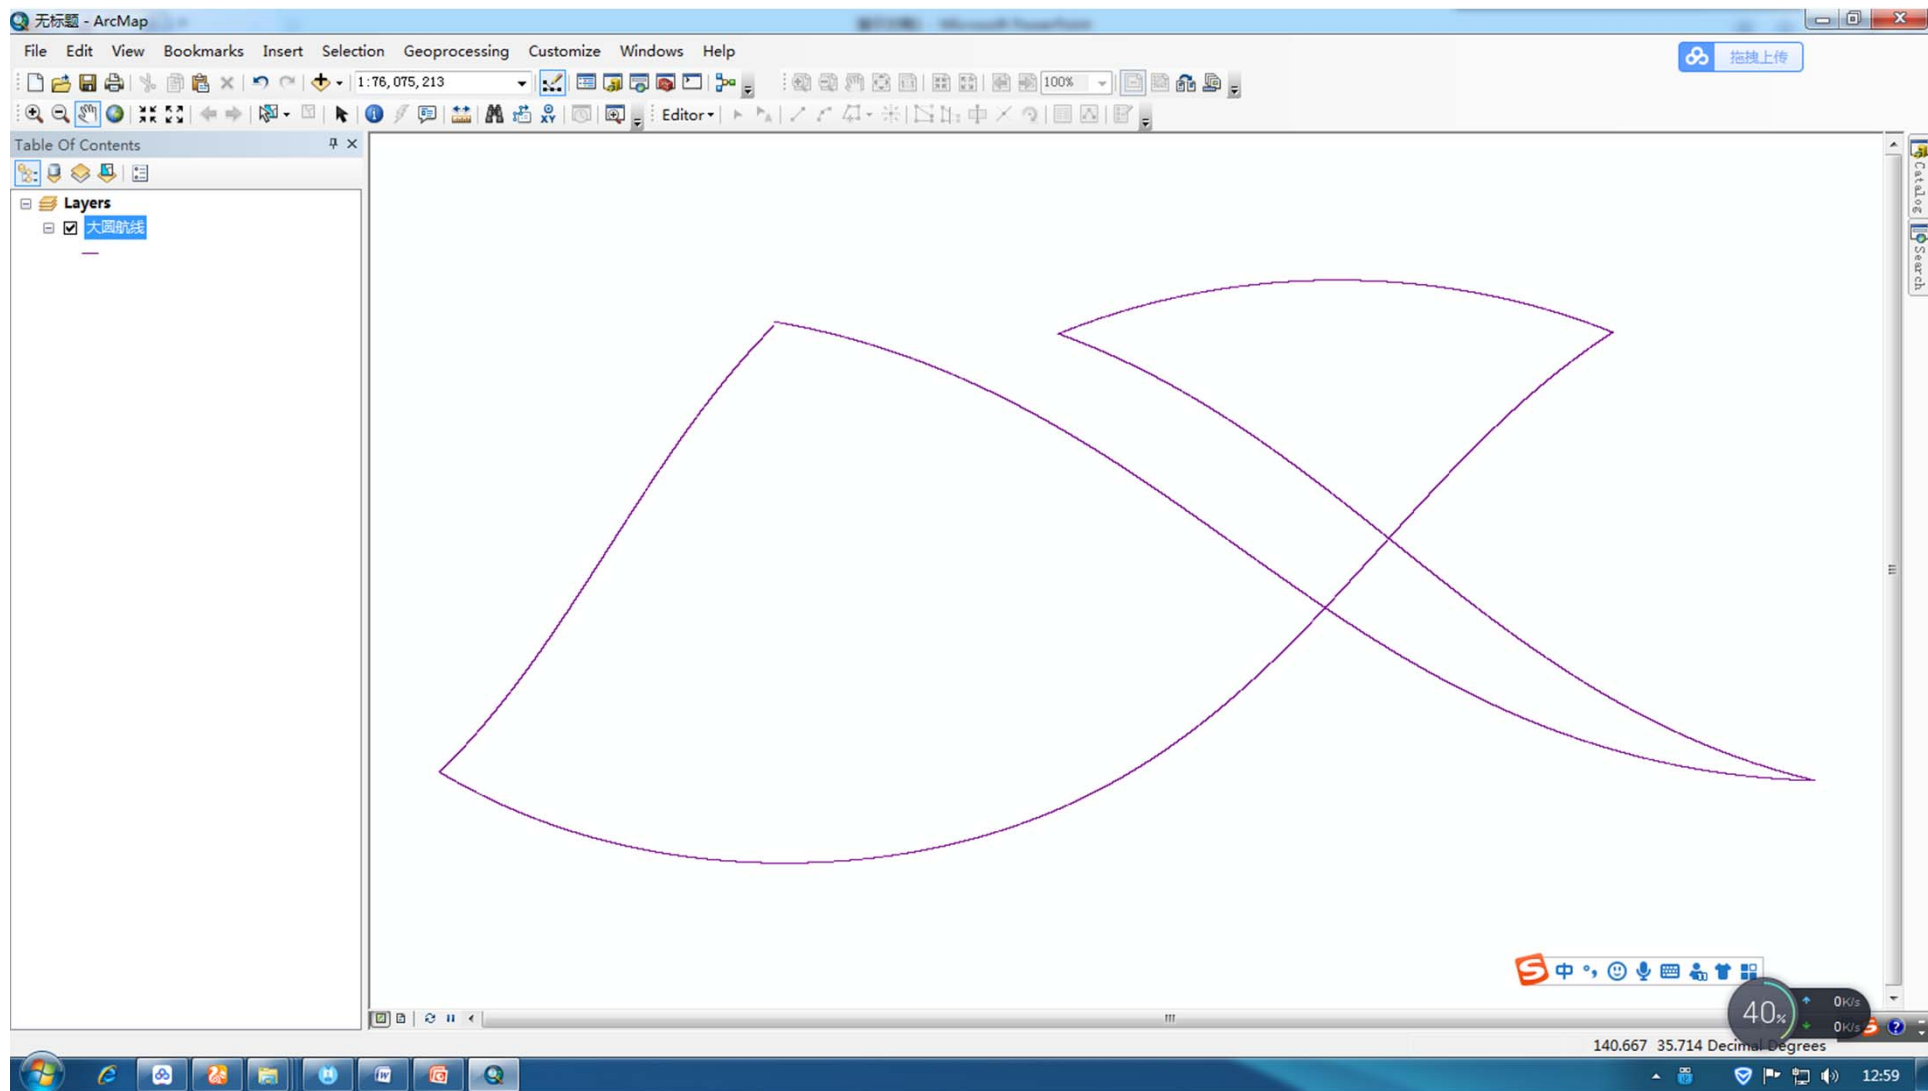 无标题 - ArcMap
File Edit View Bookmarks Insert Selection Geoprocessing Customize Windows Help
拖拽上传
1:76,075,213
100%
Editor
Table Of Contents
Layers
大圆航线
Catalog
Search
中
40%
0K/s
0K/s
140.667 35.714 Decimal Degrees
12:59